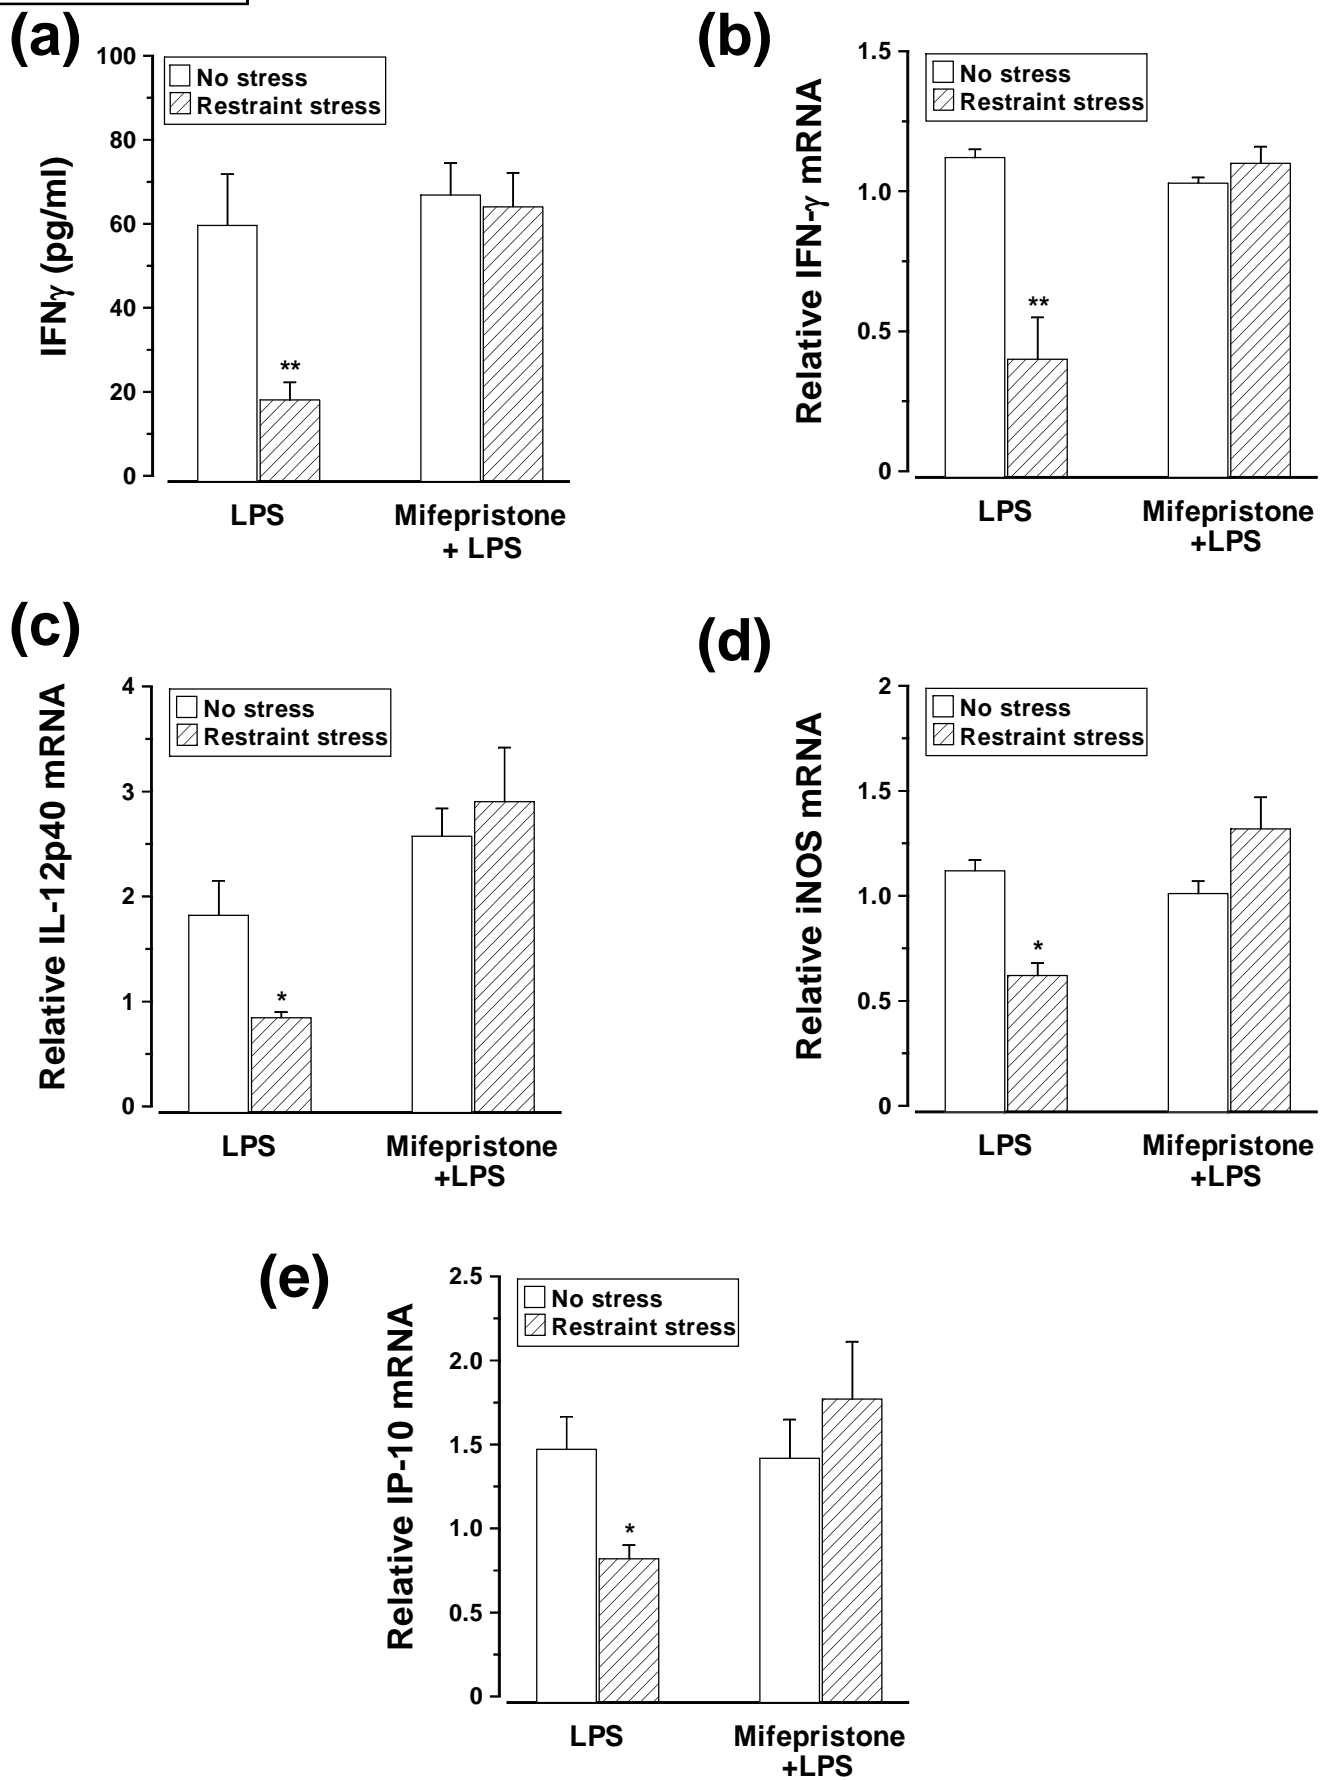 (a)
100
80
60
40
20
0
IFNγ (pg/ml)
No stress
Restraint stress
**
LPS
Mifepristone
+ LPS
(b)
1.5
1.0
0.5
0
Relative IFN-γ mRNA
No stress
Restraint stress
**
LPS
Mifepristone
+LPS
(c)
4
3
2
1
0
Relative IL-12p40 mRNA
No stress
Restraint stress
*
LPS
Mifepristone
+LPS
(d)
2
1.5
1.0
0.5
0
Relative iNOS mRNA
No stress
Restraint stress
*
LPS
Mifepristone
+LPS
(e)
2.5
2.0
1.5
1.0
0.5
0
Relative IP-10 mRNA
No stress
Restraint stress
*
LPS
Mifepristone
+LPS